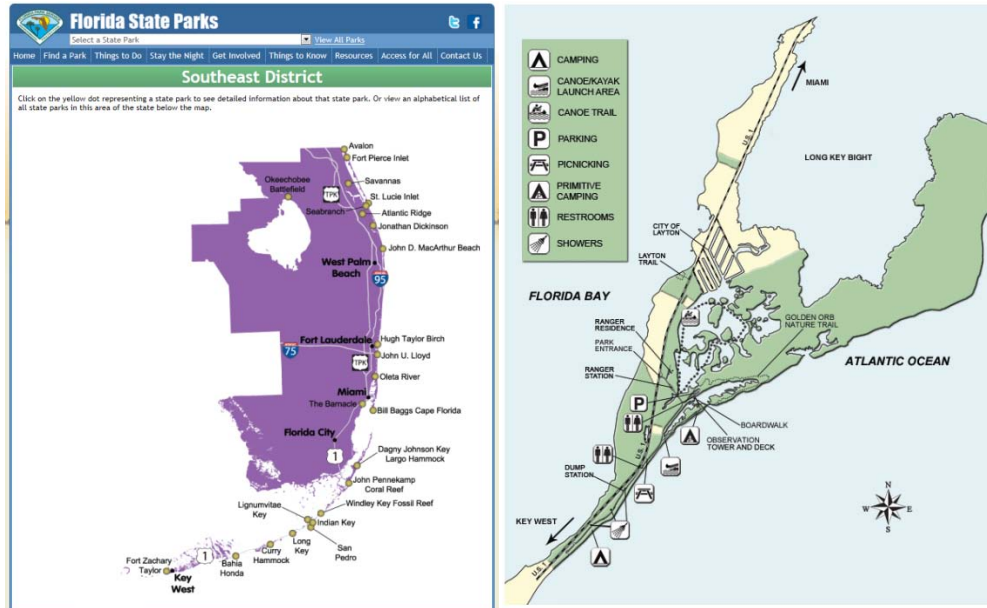 Florida State Parks
Select a State Park
View All Parks
Home Find a Park Things to Do Stay the Night Get Involved Things to Know Resources Access for All Contact Us
Southeast District
Click on the yellow dot representing a state park to see detailed information about that state park. Or view an alphabetical list of
all state parks in this area of the state below the map.
Avalon
Fort Pierce Inlet
Okeechobee
Battlefield
Savannas
TPK
St. Lucie Inlet
Seabranch
Atlantic Ridge
Jonathan Dickinson
John D. MacArthur Beach
West Palm
Beach
95
Fort Lauderdale
Hugh Taylor Birch
75
John U. Lloyd
TPK
Oleta River
Miami
The Barnacle
Bill Baggs Cape Florida
Florida City
1
Dagny Johnson Key
Largo Hammock
John Pennekamp
Coral Reef
Windley Key Fossil Reef
Lignumvitae
Key
Indian Key
San
Pedro
Long
Key
Curry
Hammock
Bahia
Honda
1
Fort Zachary
Taylor
Key
West
CAMPING
CANOE/KAYAK
LAUNCH AREA
CANOE TRAIL
P PARKING
PICNICKING
PRIMITIVE
CAMPING
RESTROOMS
SHOWERS
MIAMI
U.S. 1
LONG KEY BIGHT
CITY OF
LAYTON
LAYTON
TRAIL
FLORIDA BAY
GOLDEN ORB
NATURE TRAIL
RANGER
RESIDENCE
PARK
ENTRANCE
ATLANTIC OCEAN
RANGER
STATION
P
BOARDWALK
OBSERVATION
TOWER AND DECK
U.S. 1
DUMP
STATION
KEY WEST
N
W E
S
U.S. 1